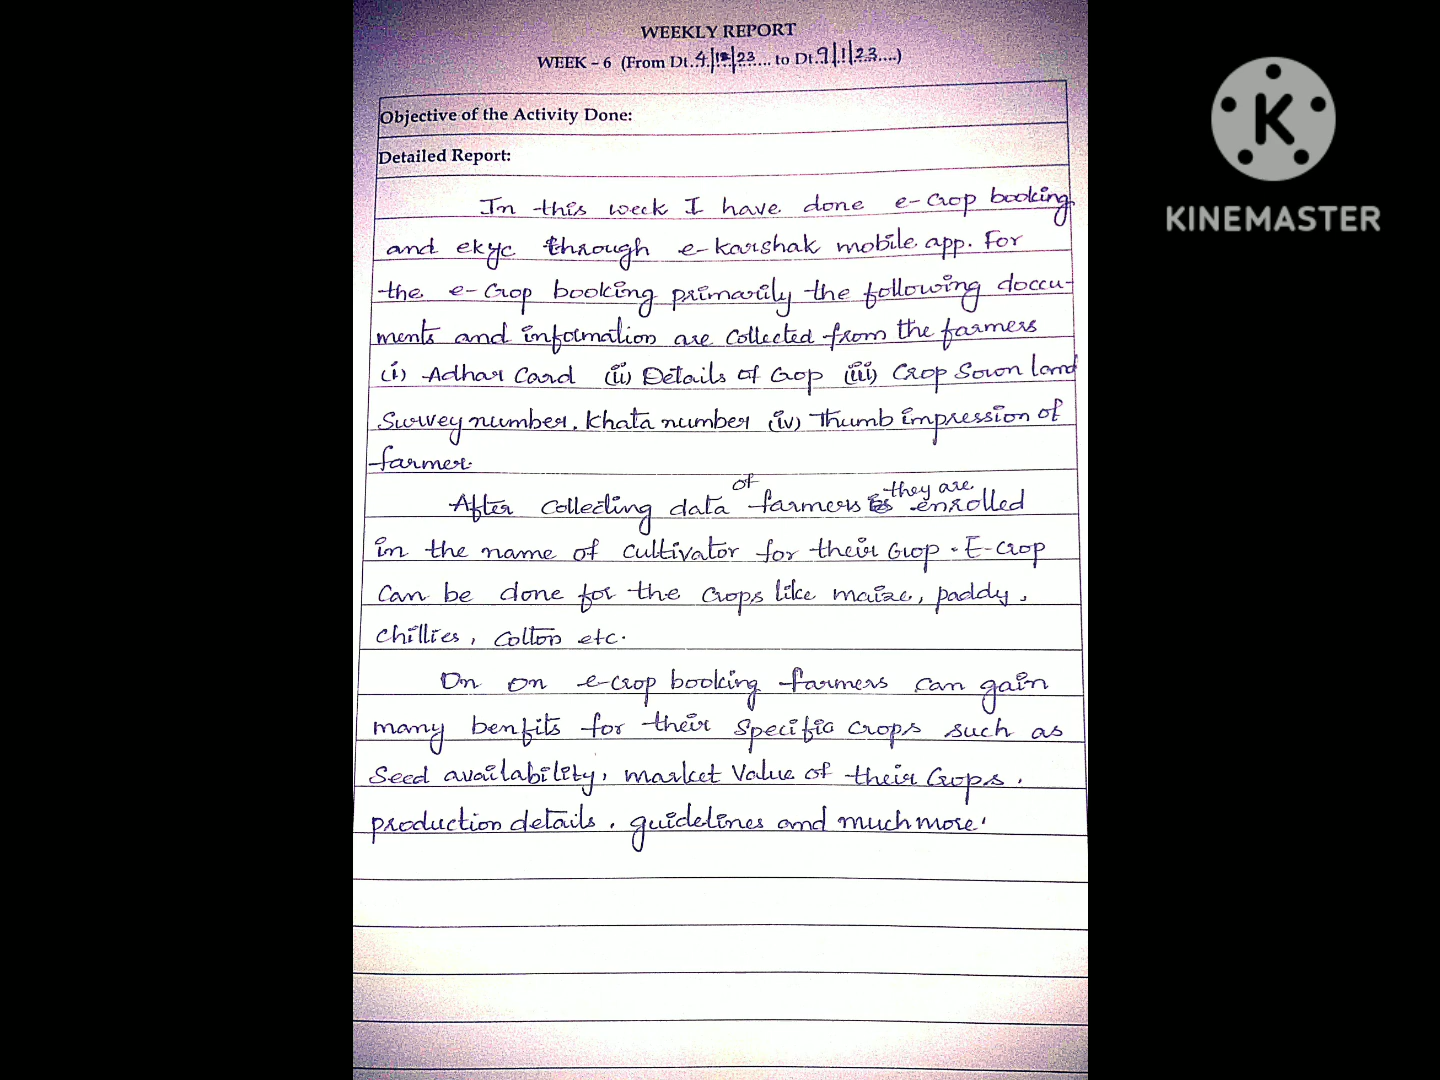 WEEKLY REPORT
WEEK – 6 (From Dt. 4/12/23.... to Dt. 9/1/23....)
Objective of the Activity Done:
Detailed Report:
In this week I have done e-crop booking
and ekyc through e-karshak mobile app. For
the e-crop booking primarily the following doccu-
ments and information are collected from the farmers
(i) Adhar Card (ii) Details of Crop (iii) Crop Sown land
Survey number, Khata number (iv) Thumb impression of
farmer.
After collecting data of farmers they are enrolled
in the name of cultivator for their Crop. E-crop
can be done for the crops like maize, paddy,
chillies, cotton etc.
On on e-crop booking farmers can gain
many benfits for their specific crops such as
Seed availability, market value of their Crops,
production details, guidelines and much more.
K
KINEMASTER